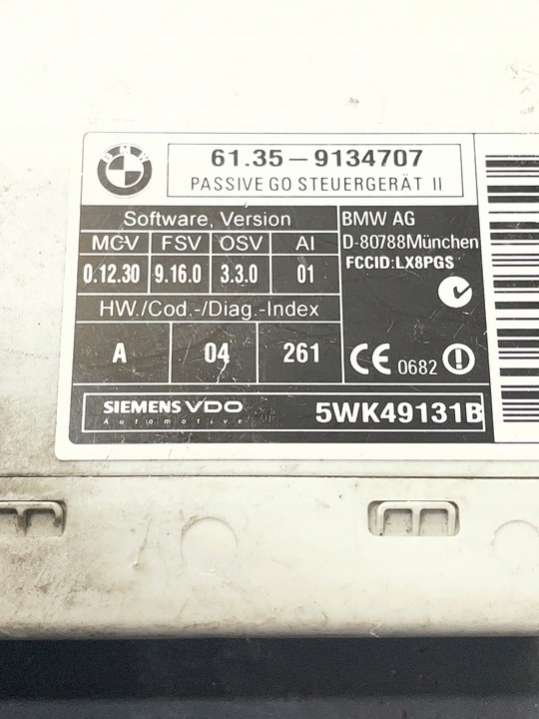 BMW
61.35-9134707
PASSIVE GO STEUERGERÄT II
Software, Version
MCV FSV OSV AI
0.12.30 9.16.0 3.3.0 01
HW./Cod.-/Diag.-Index
A 04 261
BMW AG
D-80788München
FCCID:LX8PGS
CE 0682
SIEMENS VDO
Automotive
5WK49131B